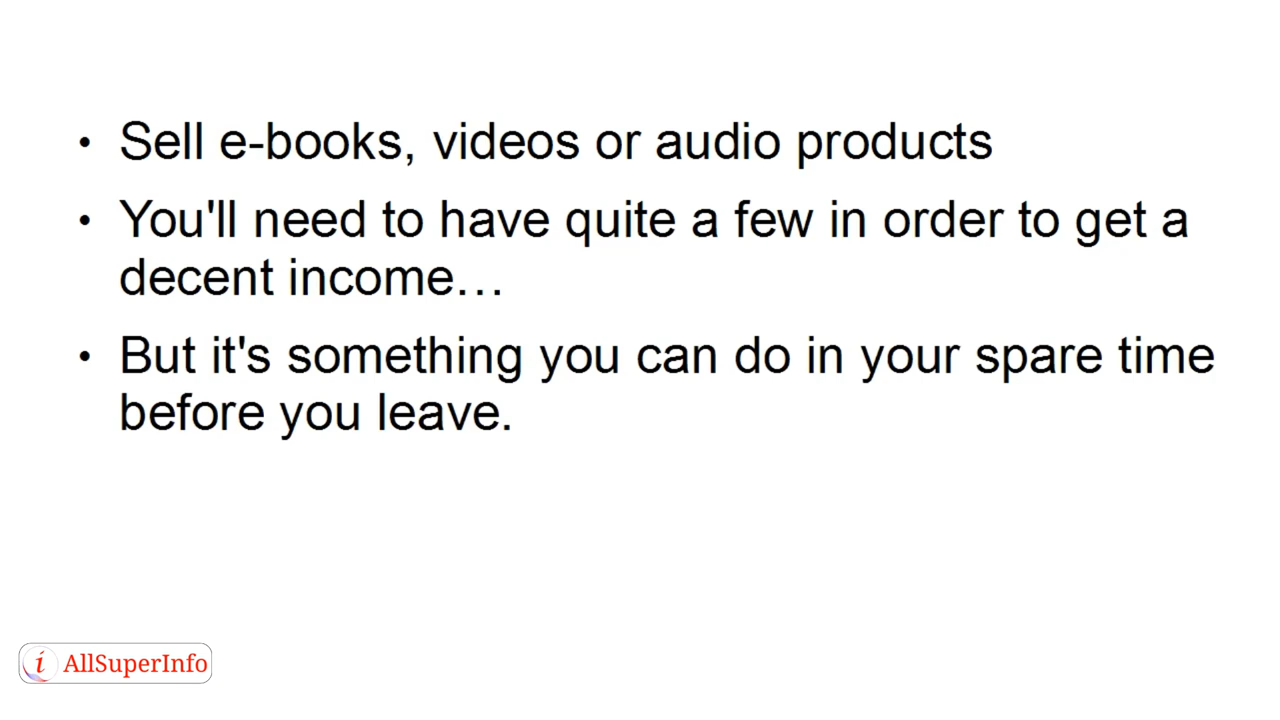 • Sell e-books, videos or audio products
• You'll need to have quite a few in order to get a
decent income…
• But it's something you can do in your spare time
before you leave.
i AllSuperInfo